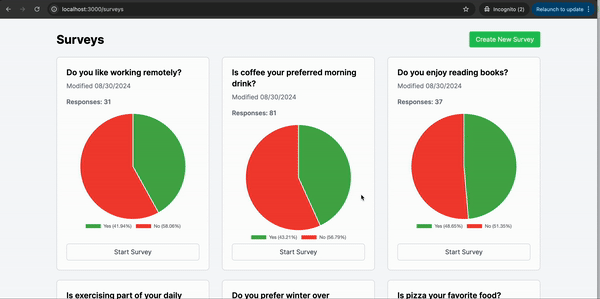 localhost:3000/surveys
Incognito (2)
Relaunch to update
Surveys
Create New Survey
Do you like working remotely?
Modified 08/30/2024
Responses: 31
Yes (41.94%) No (58.06%)
Start Survey
Is coffee your preferred morning
drink?
Modified 08/30/2024
Responses: 81
Yes (43.21%) No (56.79%)
Start Survey
Do you enjoy reading books?
Modified 08/30/2024
Responses: 37
Yes (48.65%) No (51.35%)
Start Survey
Is exercising part of your daily
Do you prefer winter over
Is pizza your favorite food?